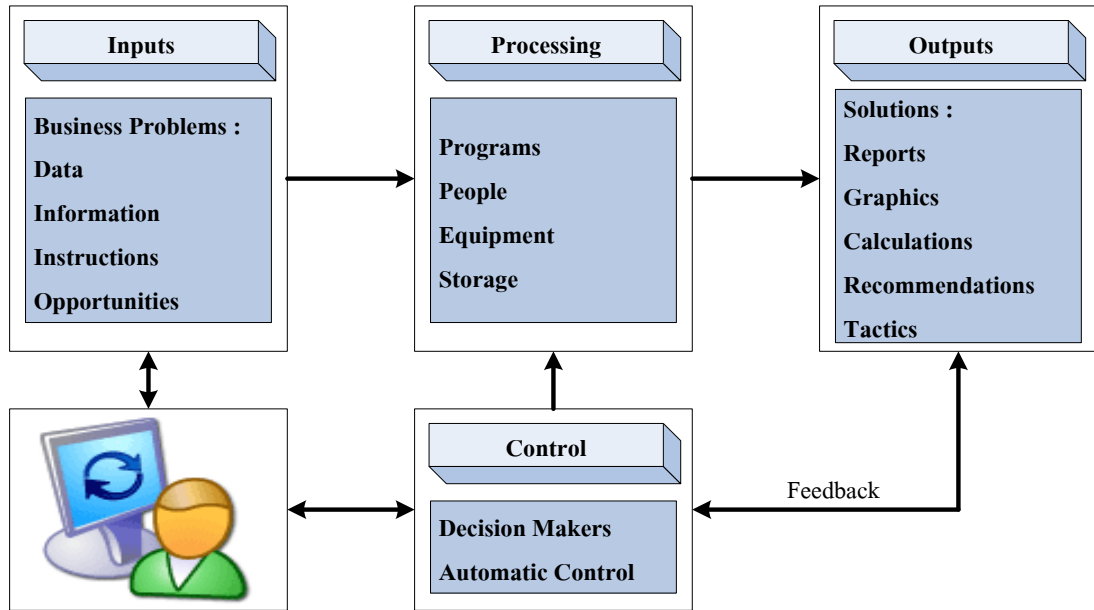 Inputs
Business Problems :
Data
Information
Instructions
Opportunities
Processing
Programs
People
Equipment
Storage
Outputs
Solutions :
Reports
Graphics
Calculations
Recommendations
Tactics
Control
Decision Makers
Automatic Control
Feedback